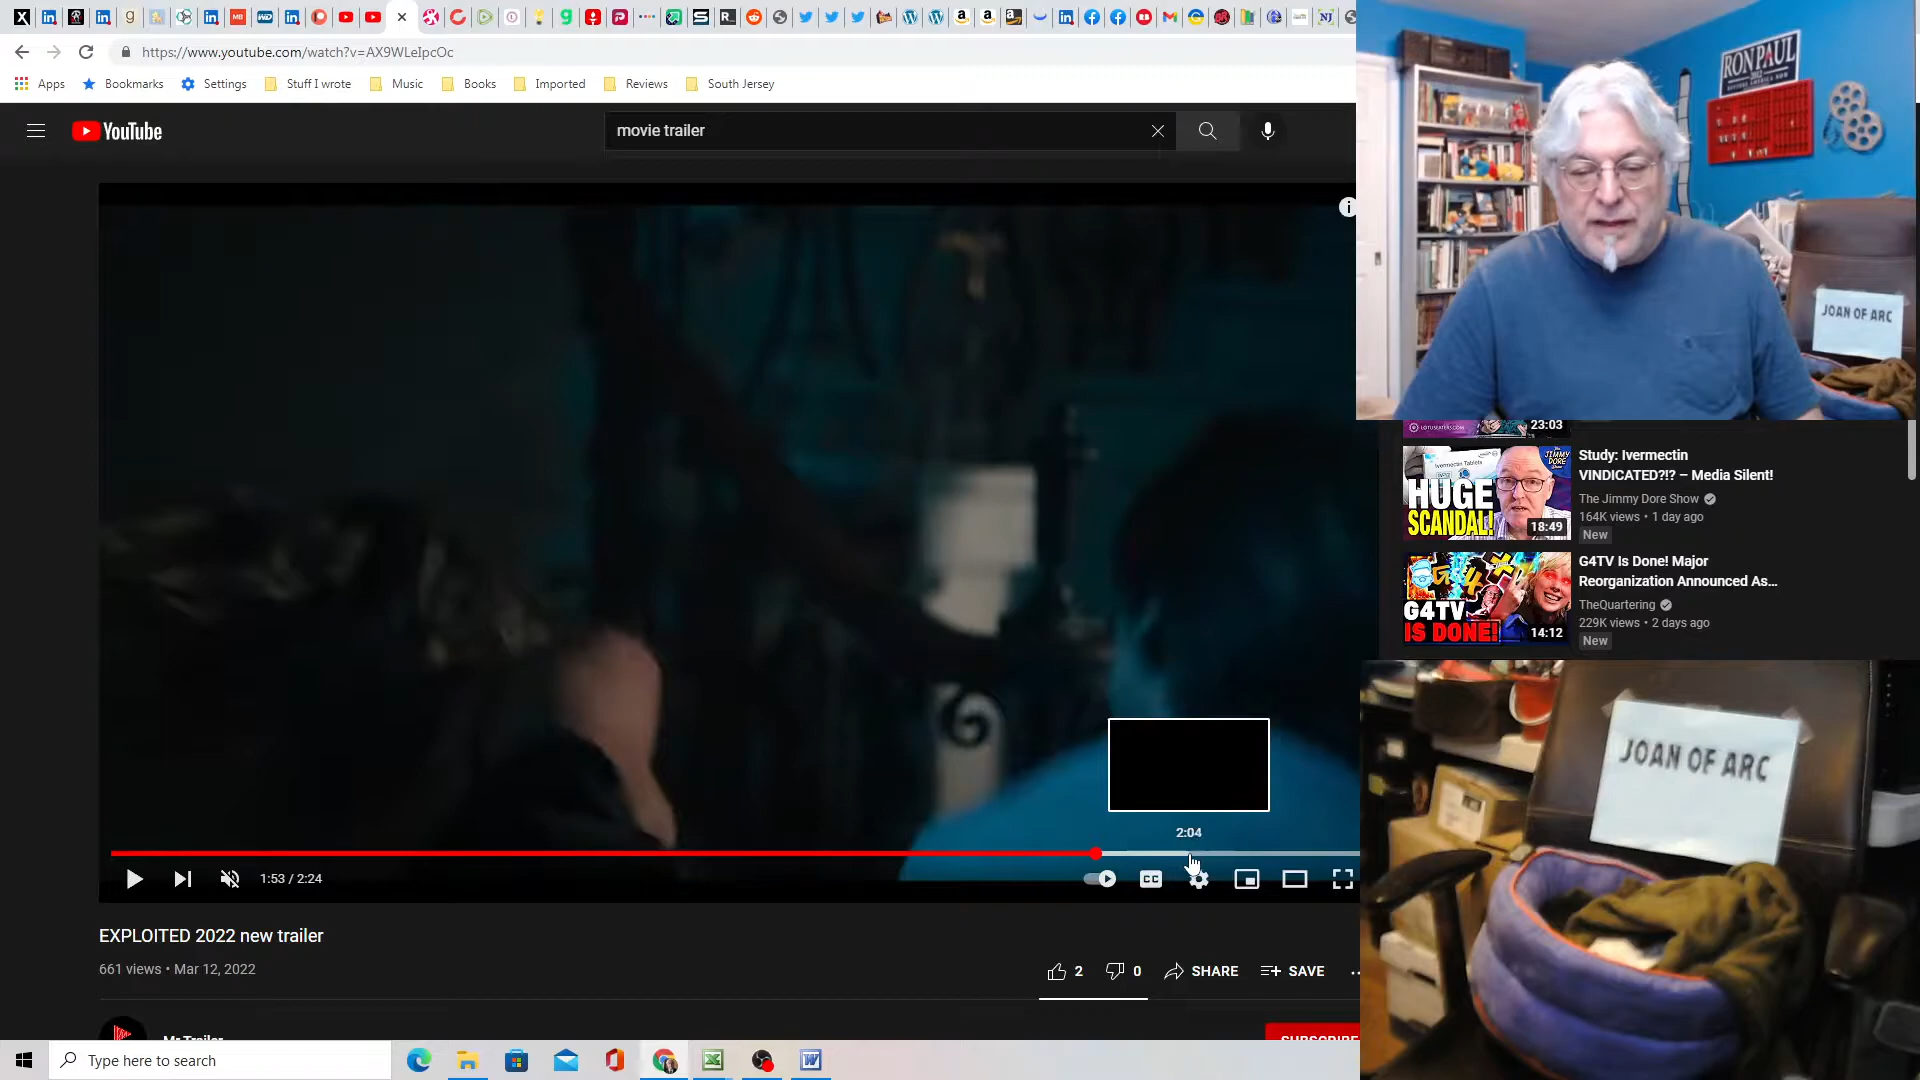 https://www.youtube.com/watch?v=AX9WLeIpcOc
Apps
Bookmarks
Settings
Stuff I wrote
Music
Books
Imported
Reviews
South Jersey
YouTube
movie trailer
RON PAUL
JOAN OF ARC
23:03
HUGE
SCANDAL!
JIMMY
DORE
18:49
Study: Ivermectin
VINDICATED?!? – Media Silent!
The Jimmy Dore Show
164K views • 1 day ago
New
G4TV
IS DONE!
14:12
G4TV Is Done! Major
Reorganization Announced As...
TheQuartering
229K views • 2 days ago
New
JOAN OF ARC
2:04
1:53 / 2:24
CC
EXPLOITED 2022 new trailer
661 views • Mar 12, 2022
2
0
SHARE
SAVE
Type here to search